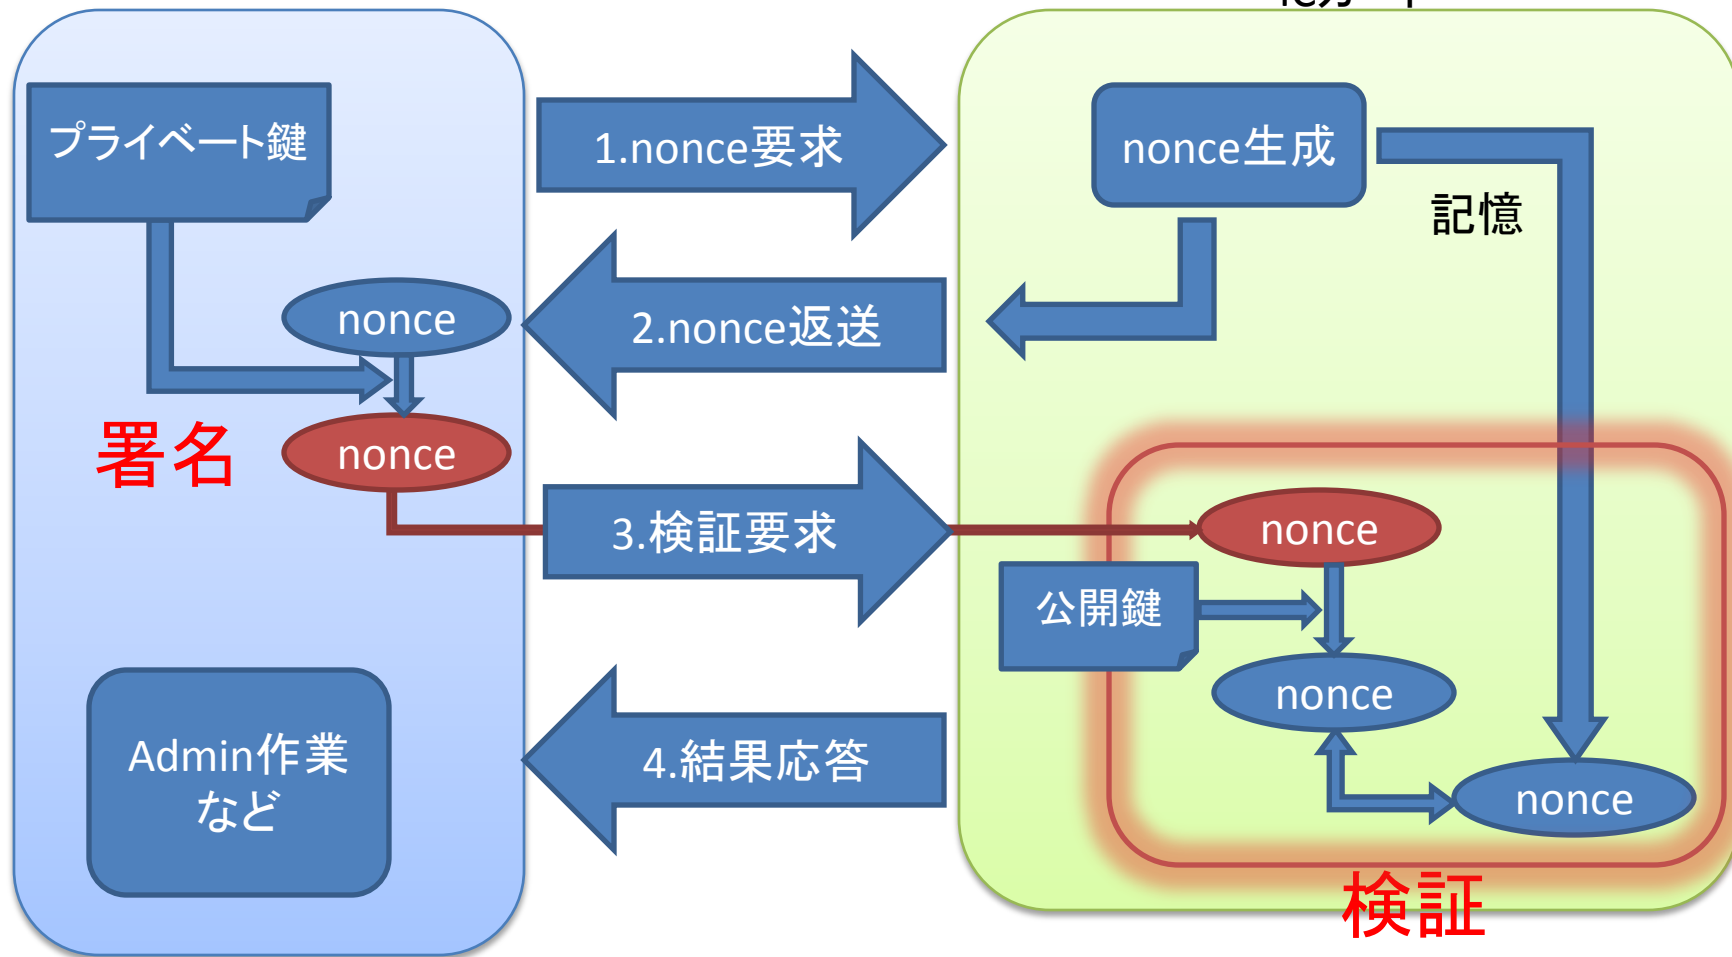 プライベート鍵
1.nonce要求
nonce生成
記憶
nonce
2.nonce返送
署名
nonce
3.検証要求
nonce
公開鍵
nonce
Admin作業
など
4.結果応答
nonce
検証